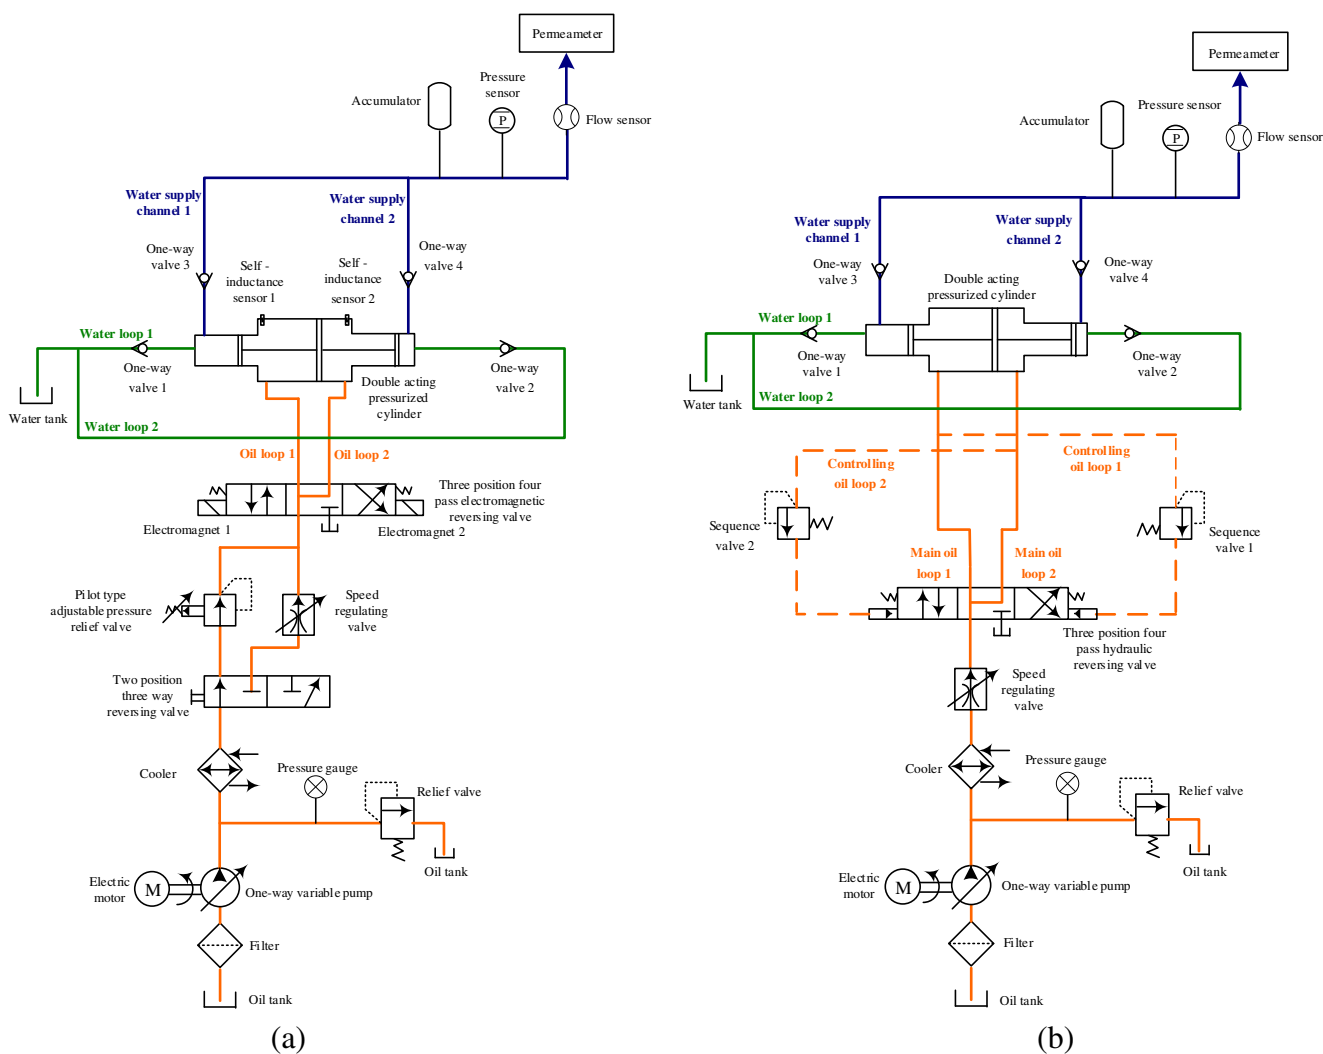 Permeameter
Pressure
sensor
Accumulator
P
Flow sensor
Water supply
channel 1
Water supply
channel 2
One-way
valve 3
Self -
inductance
sensor 1
Self -
inductance
sensor 2
One-way
valve 4
Water loop 1
One-way
valve 1
One-way
valve 2
Double acting
pressurized
cylinder
Water tank
Water loop 2
Oil loop 1
Oil loop 2
Three position four
pass electromagnetic
reversing valve
Electromagnet 1
Electromagnet 2
Pilot type
adjustable pressure
relief valve
Speed
regulating
valve
Two position
three way
reversing valve
Cooler
Pressure gauge
Relief valve
Oil tank
Electric
motor
M
One-way variable pump
Filter
Oil tank
(a)
Permeameter
Accumulator
Pressure sensor
P
Flow sensor
Water supply
channel 1
Water supply
channel 2
One-way
valve 3
Double acting
pressurized cylinder
One-way
valve 4
Water loop 1
One-way
valve 1
One-way
valve 2
Water tank
Water loop 2
Controlling
oil loop 2
Controlling
oil loop 1
Sequence
valve 2
Sequence
valve 1
Main oil
loop 1
Main oil
loop 2
Three position four
pass hydraulic
reversing valve
Speed
regulating
valve
Cooler
Pressure gauge
Relief valve
Oil tank
Electric
motor
M
One-way variable pump
Filter
Oil tank
(b)